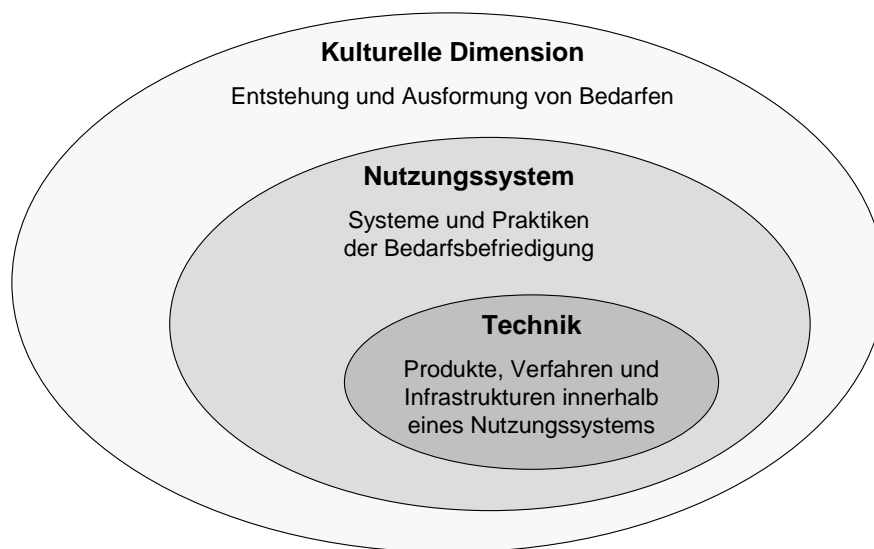 Kulturelle Dimension
Entstehung und Ausformung von Bedarfen
Nutzungssystem
Systeme und Praktiken
der Bedarfsbefriedigung
Technik
Produkte, Verfahren und
Infrastrukturen innerhalb
eines Nutzungssystems